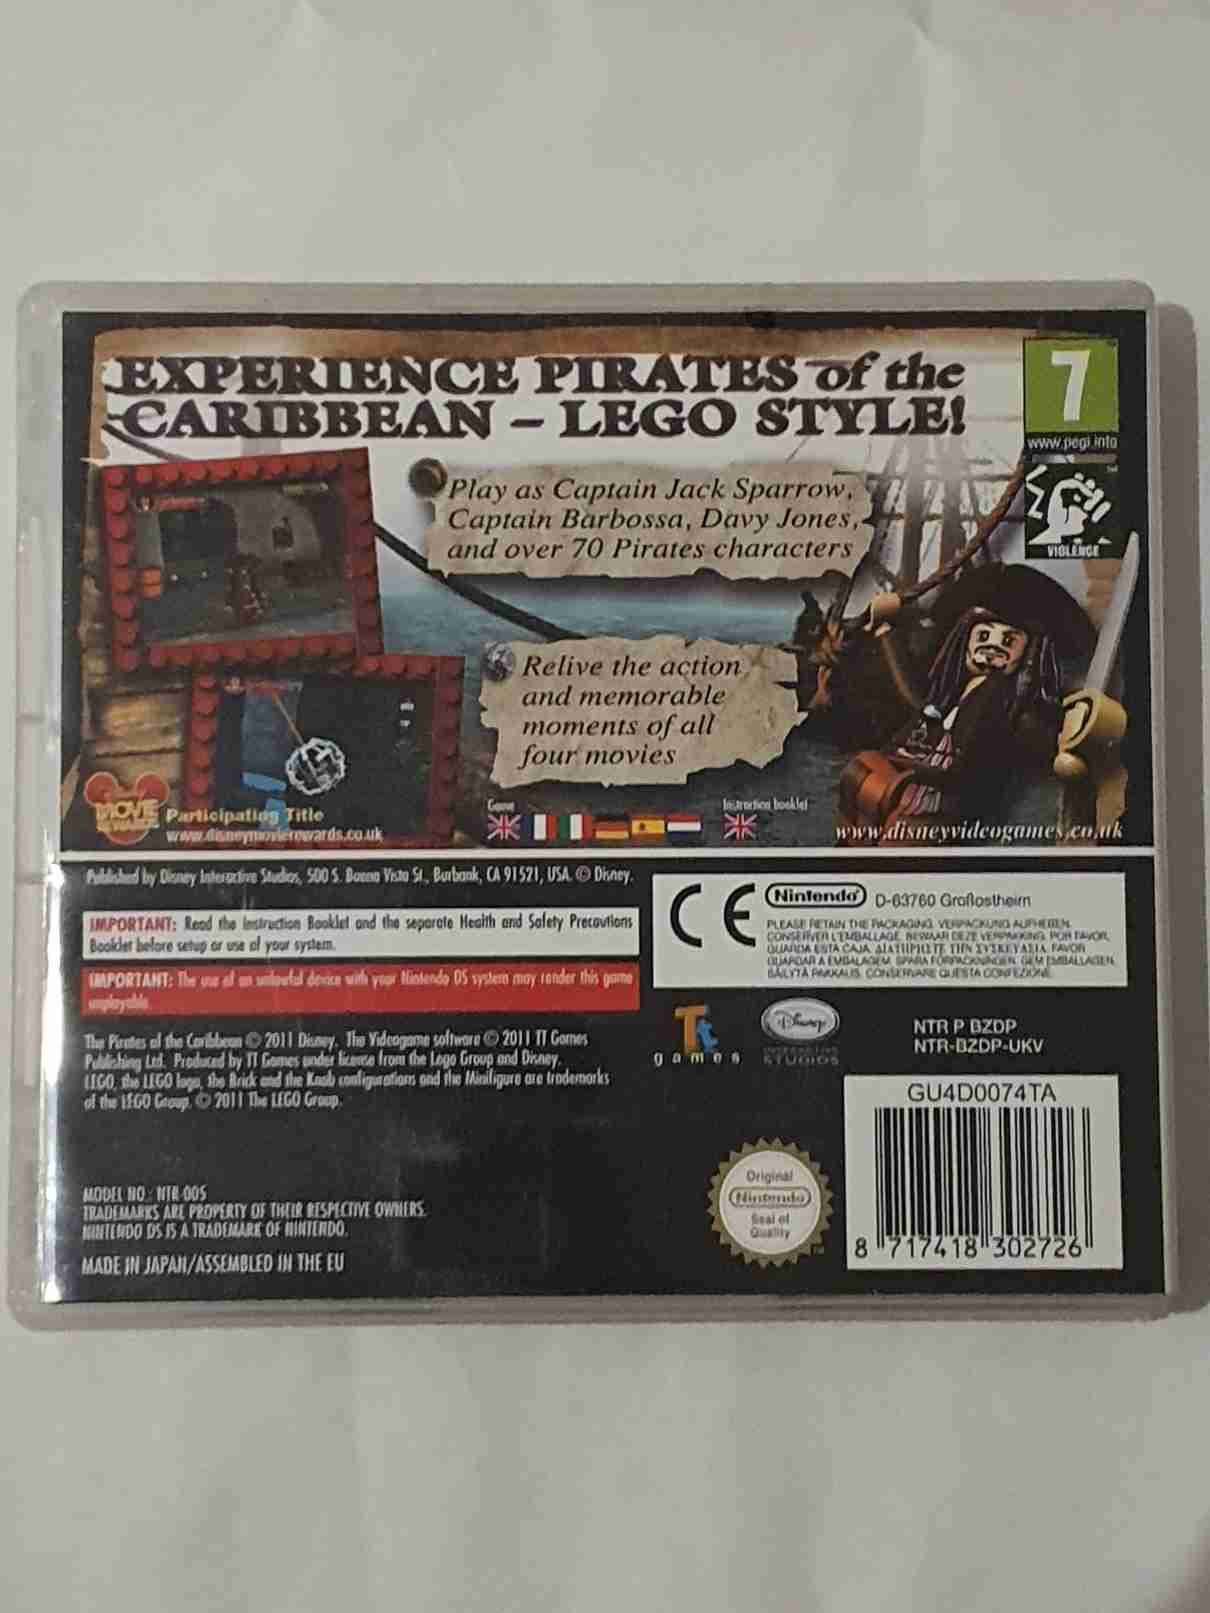 EXPERIENCE PIRATES of the
CARIBBEAN – LEGO STYLE!
7
www.pegi.info
VIOLENCE
Play as Captain Jack Sparrow,
Captain Barbossa, Davy Jones,
and over 70 Pirates characters
Relive the action
and memorable
moments of all
four movies
MOVIE
REWARDS
Participating Title
www.disneymovierewards.co.uk
Game
Instruction booklet
www.disneyvideogames.co.uk
Published by Disney Interactive Studios, 500 S. Buena Vista St., Burbank, CA 91521, USA. © Disney.
IMPORTANT: Read the Instruction Booklet and the separate Health and Safety Precautions
Booklet before setup or use of your system.
IMPORTANT: The use of an unlawful device with your Nintendo DS system may render this game
unplayable.
The Pirates of the Caribbean © 2011 Disney. The Videogame software © 2011 TT Games
Publishing Ltd. Produced by TT Games under license from the Lego Group and Disney.
LEGO, the LEGO logo, the Brick and the Knob configurations and the Minifigure are trademarks
of the LEGO Group. © 2011 The LEGO Group.
MODEL NO.: NTR-005
TRADEMARKS ARE PROPERTY OF THEIR RESPECTIVE OWNERS.
NINTENDO DS IS A TRADEMARK OF NINTENDO.
MADE IN JAPAN/ASSEMBLED IN THE EU
CE
Nintendo
D-63760 Großostheim
PLEASE RETAIN THE PACKAGING. VERPACKUNG AUFHEBEN.
CONSERVER L'EMBALLAGE. BEWAAR DEZE VERPAKKING. POR FAVOR,
GUARDA ESTA CAJA. ΔΙΑΤΗΡΗΣΤΕ ΤΗΝ ΣΥΣΚΕΥΑΣΙΑ. FAVOR
GUARDAR A EMBALAGEM. SPARA FÖRPACKNINGEN. GEM EMBALLAGEN.
SÄILYTÄ PAKKAUS. CONSERVARE QUESTA CONFEZIONE.
Tt
games
Disney
INTERACTIVE
STUDIOS
NTR P BZDP
NTR-BZDP-UKV
Original
Nintendo
Seal of
Quality
GU4D0074TA
8 717418 302726